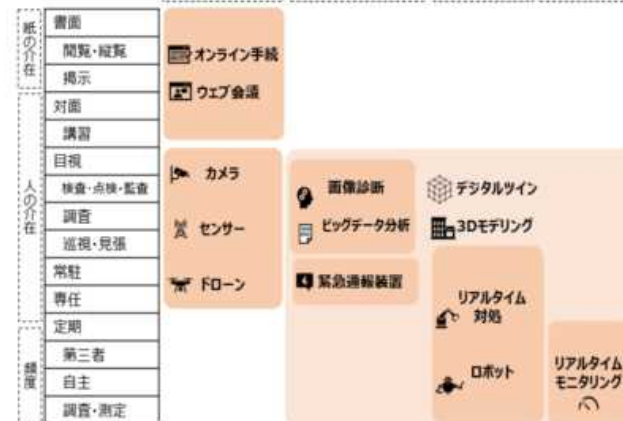 紙の介在
書面
閲覧・縦覧
掲示
対面
講習
人の介在
目視
検査・点検・監査
調査
巡視・見張
常駐
専任
頻度
定期
第三者
自主
調査・測定
オンライン手続
ウェブ会議
カメラ
センサー
ドローン
画像診断
ビッグデータ分析
緊急通報装置
デジタルツイン
3Dモデリング
リアルタイム
対処
ロボット
リアルタイム
モニタリング